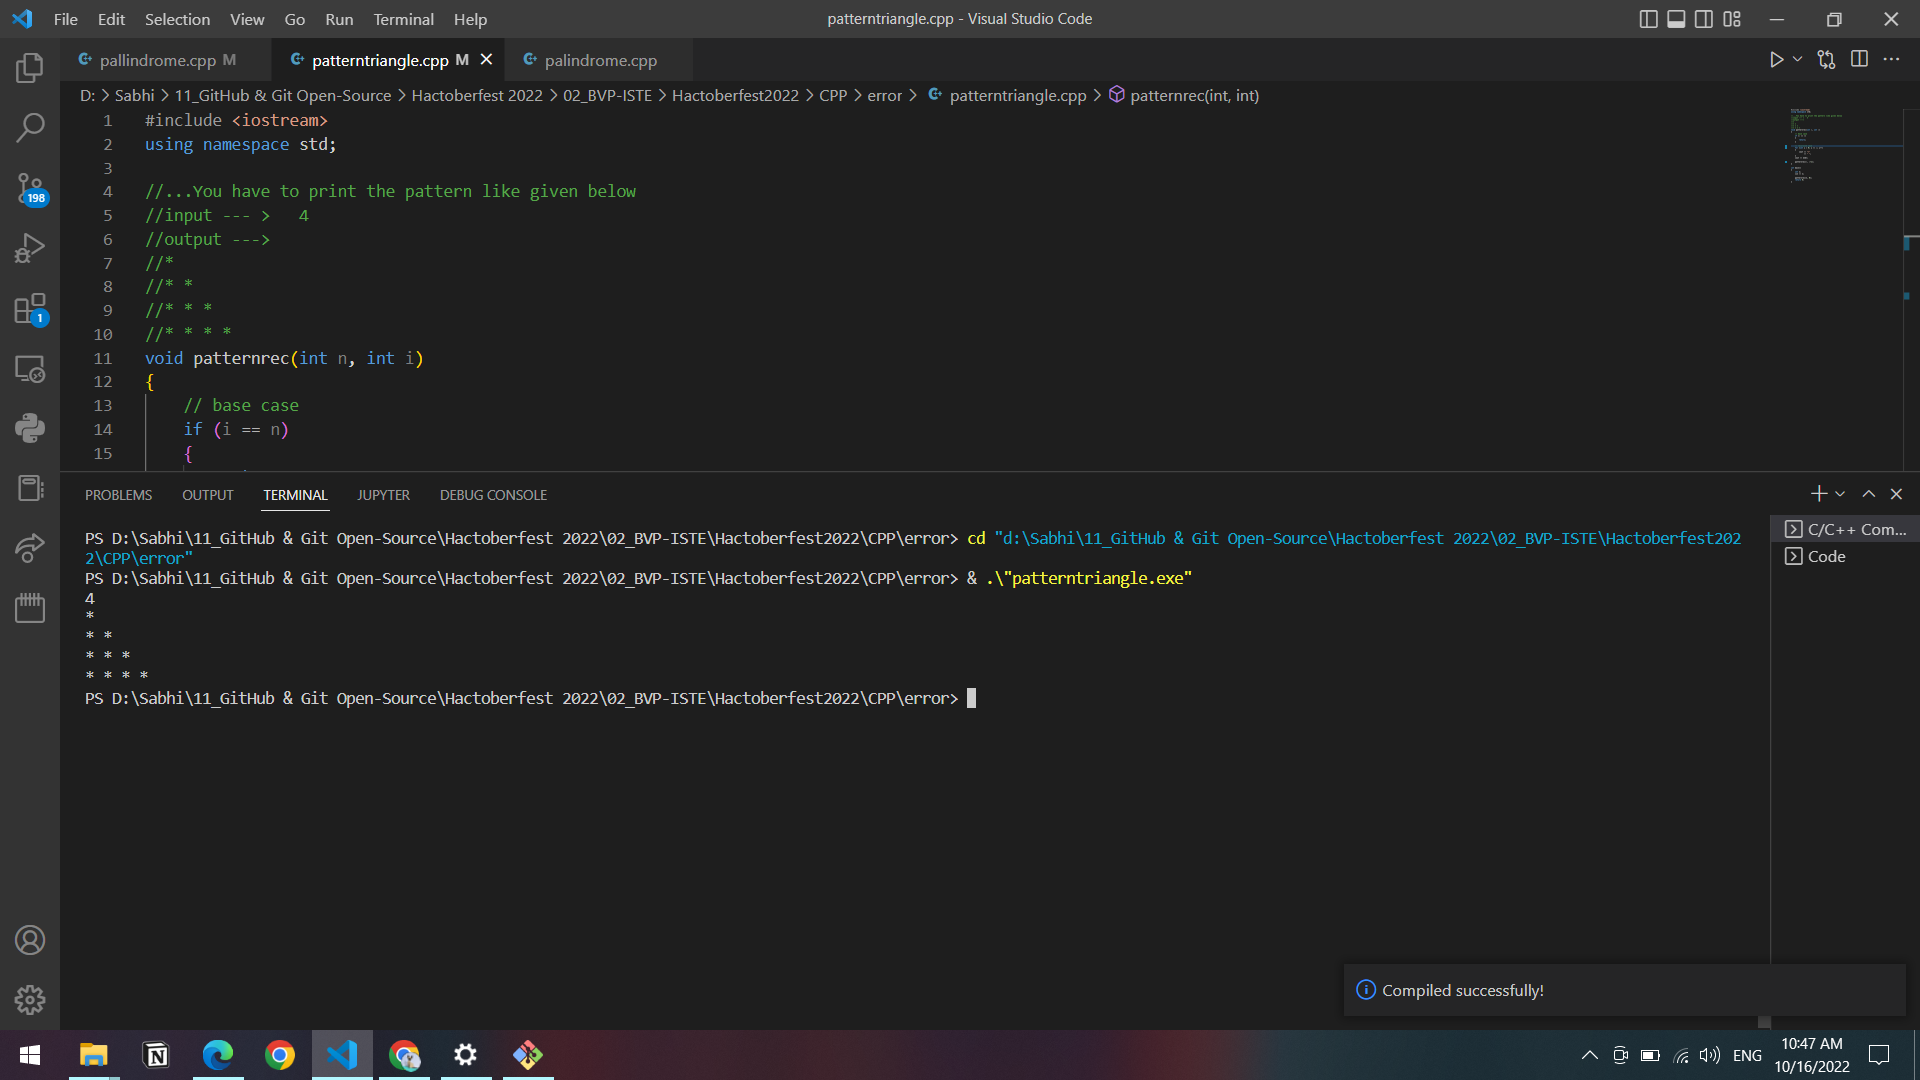 File Edit Selection View Go Run Terminal Help
patterntriangle.cpp - Visual Studio Code
pallindrome.cpp M
patterntriangle.cpp M
palindrome.cpp
D: > Sabhi > 11_GitHub & Git Open-Source > Hactoberfest 2022 > 02_BVP-ISTE > Hactoberfest2022 > CPP > error > patterntriangle.cpp > patternrec(int, int)
1 #include <iostream>
2 using namespace std;
3
4 //...You have to print the pattern like given below
5 //input --- >   4
6 //output --->
7 //*
8 //* *
9 //* * *
10 //* * * *
11 void patternrec(int n, int i)
12 {
13     // base case
14     if (i == n)
15     {
198
1
PROBLEMS OUTPUT TERMINAL JUPYTER DEBUG CONSOLE
PS D:\Sabhi\11_GitHub & Git Open-Source\Hactoberfest 2022\02_BVP-ISTE\Hactoberfest2022\CPP\error> cd "d:\Sabhi\11_GitHub & Git Open-Source\Hactoberfest 2022\02_BVP-ISTE\Hactoberfest202
2\CPP\error"
PS D:\Sabhi\11_GitHub & Git Open-Source\Hactoberfest 2022\02_BVP-ISTE\Hactoberfest2022\CPP\error> & .\"patterntriangle.exe"
4
*
* *
* * *
* * * *
PS D:\Sabhi\11_GitHub & Git Open-Source\Hactoberfest 2022\02_BVP-ISTE\Hactoberfest2022\CPP\error>
C/C++ Com...
Code
Compiled successfully!
ENG
10:47 AM
10/16/2022